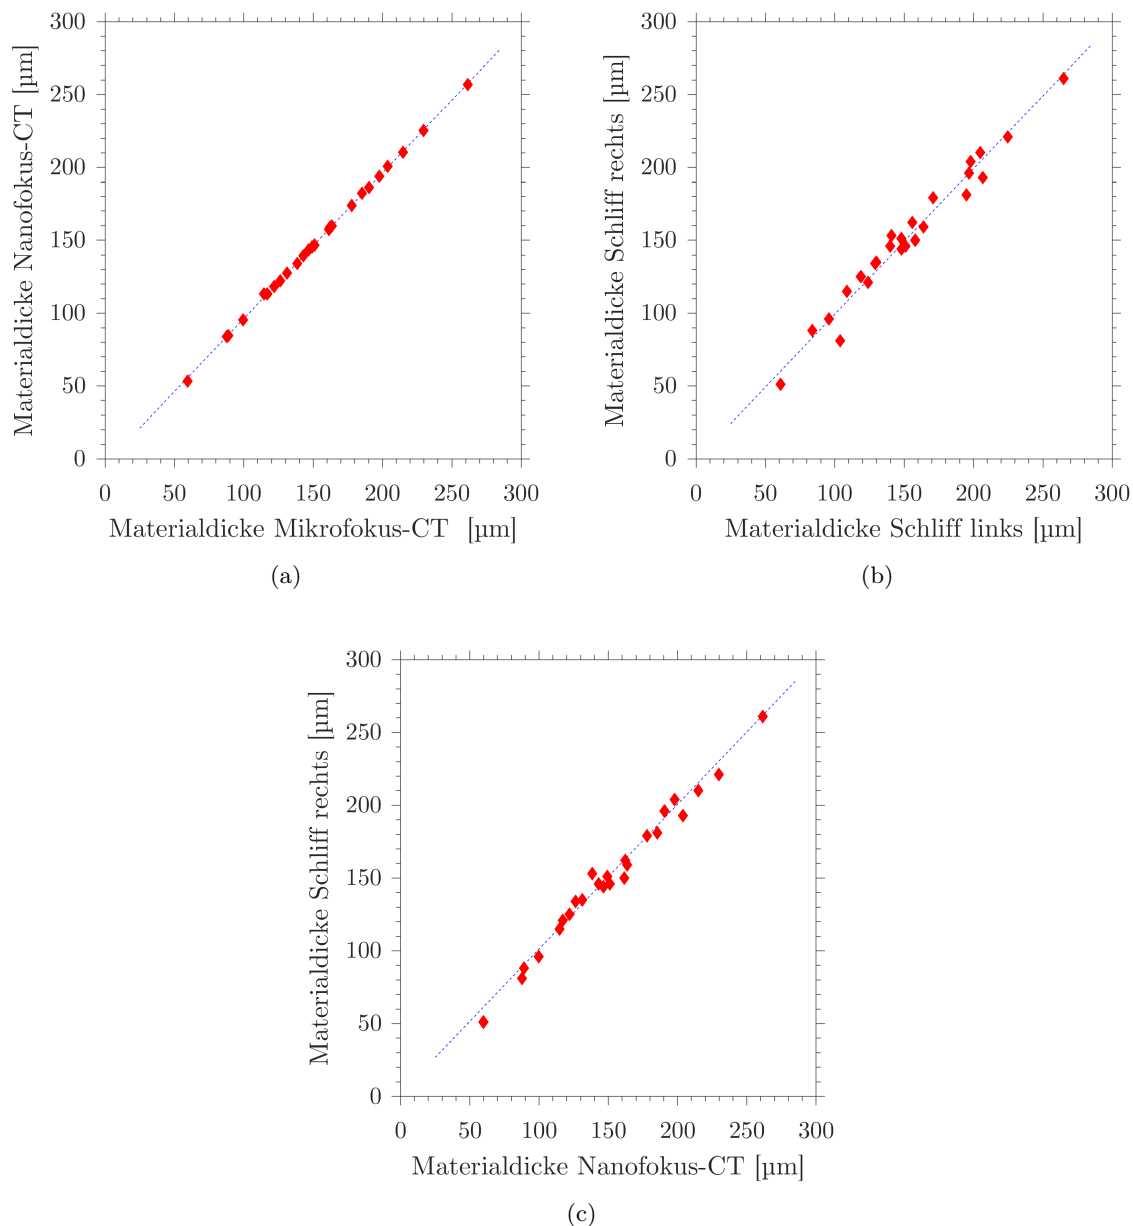 300
250
200
150
100
50
0
Materialdicke Nanofokus-CT [µm]
0 50 100 150 200 250 300
Materialdicke Mikrofokus-CT [µm]
(a)
300
250
200
150
100
50
0
Materialdicke Schliff rechts [µm]
0 50 100 150 200 250 300
Materialdicke Schliff links [µm]
(b)
300
250
200
150
100
50
0
Materialdicke Schliff rechts [µm]
0 50 100 150 200 250 300
Materialdicke Nanofokus-CT [µm]
(c)